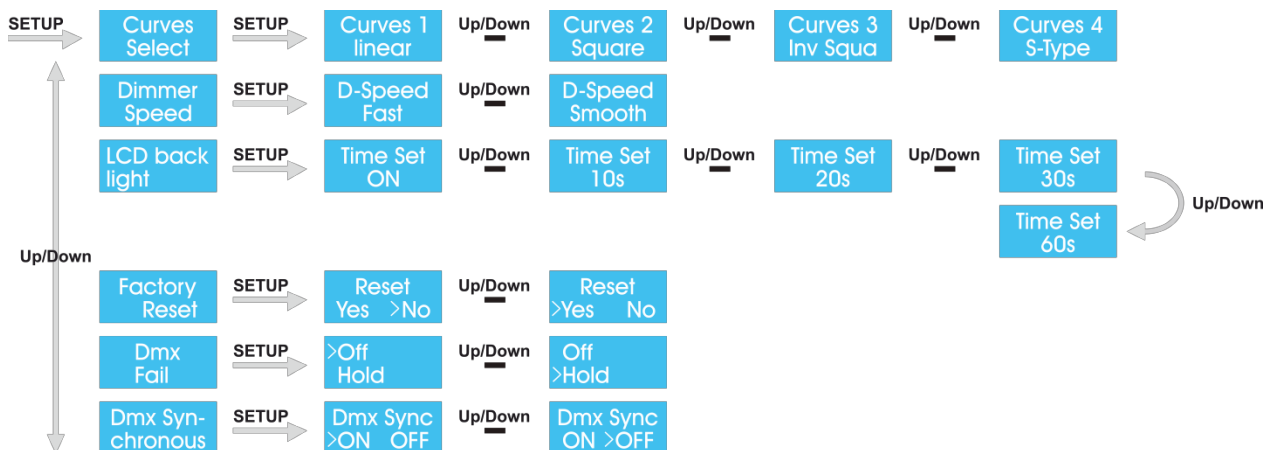 SETUP
Curves
Select
SETUP
Curves 1
linear
Up/Down
Curves 2
Square
Up/Down
Curves 3
Inv Squa
Up/Down
Curves 4
S-Type
Dimmer
Speed
SETUP
D-Speed
Fast
Up/Down
D-Speed
Smooth
LCD back
light
SETUP
Time Set
ON
Up/Down
Time Set
10s
Up/Down
Time Set
20s
Up/Down
Time Set
30s
Up/Down
Time Set
60s
Up/Down
Factory
Reset
SETUP
Reset
Yes >No
Up/Down
Reset
>Yes No
Dmx
Fail
SETUP
>Off
Hold
Up/Down
Off
>Hold
Dmx Syn-
chronous
SETUP
Dmx Sync
>ON OFF
Up/Down
Dmx Sync
ON >OFF